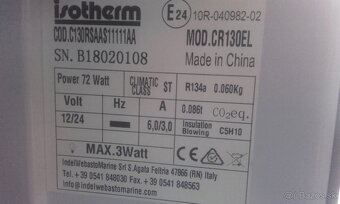 isotherm
E24 10R-040982-02
COD.C130RSAAS11111AA
MOD.CR130EL
SN. B18020108
Made in China
Power 72 Watt
CLIMATIC CLASS ST
R134a 0.060Kg
Volt Hz A
0.086t CO2eq.
12/24 6,0/3,0
Insulation Blowing C5H10
MAX.3Watt
IndelWebastoMarine Srl S.Agata Feltria 47866 (RN) Italy
Tel. +39 0541 848030 Fax +39 0541 848563
www.indelwebastomarine.com info@indelwebastomarine.com